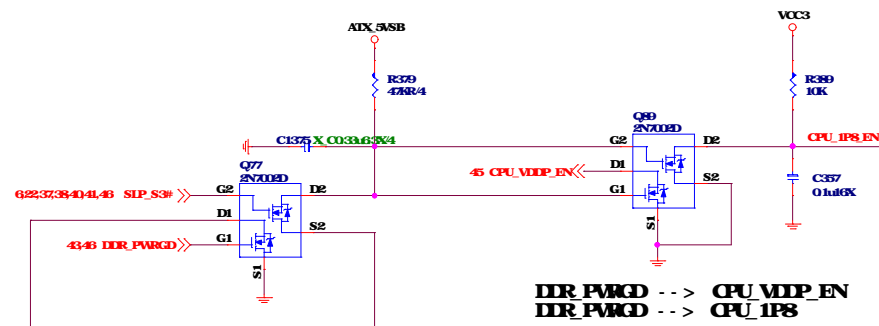 ATX_5VSB
VCC3
R379
47KR/4
R389
10K
C1375
X_C0.33u6.3X/4
Q89
2N7002D
G2
D2
CPU_1P8_EN
45 CPU_VDDP_EN
D1
S2
G1
S1
C357
0.1u16X
Q77
2N7002D
6,22,37,38,40,41,46 SLP_S3#
G2
D2
D1
S2
43,46 DDR_PWRGD
G1
S1
DDR_PWRGD --> CPU_VDDP_EN
DDR_PWRGD --> CPU_1P8